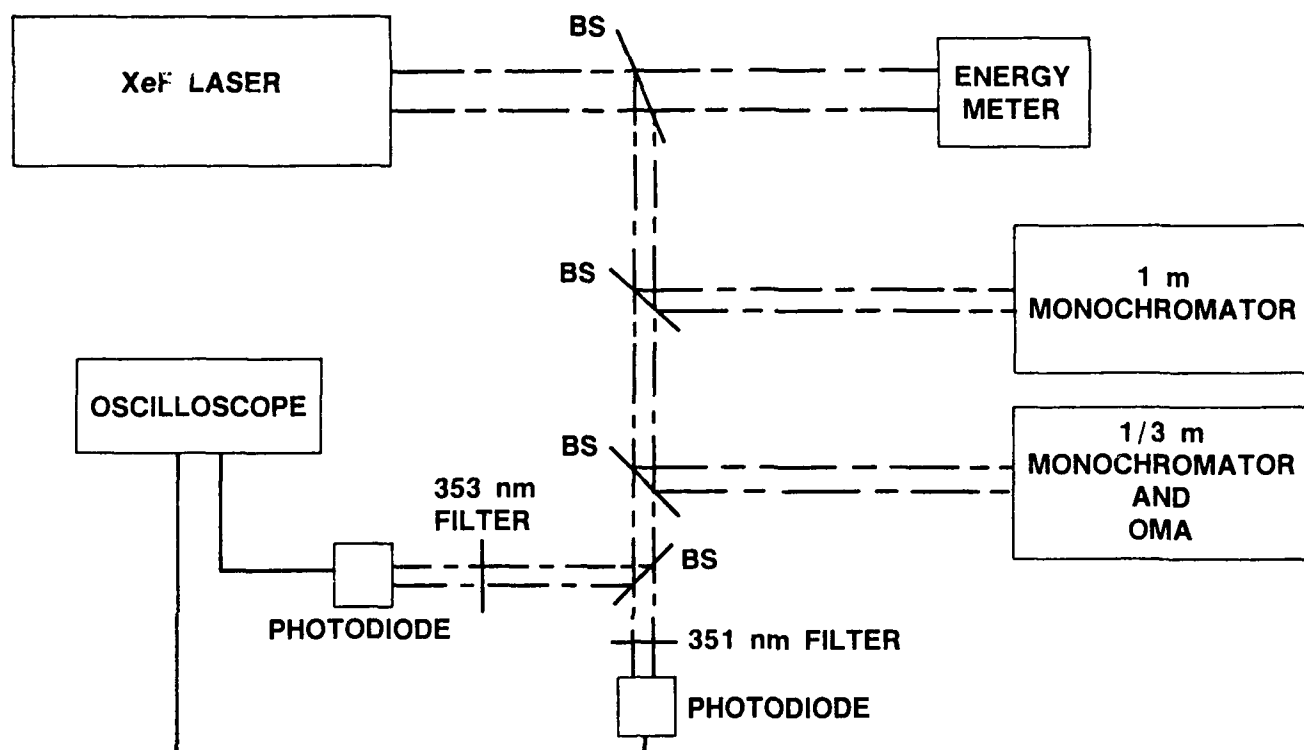 BS
XeF LASER
ENERGY
METER
BS
1 m
MONOCHROMATOR
OSCILLOSCOPE
BS
1/3 m
MONOCHROMATOR
AND
OMA
353 nm
FILTER
BS
PHOTODIODE
351 nm FILTER
PHOTODIODE